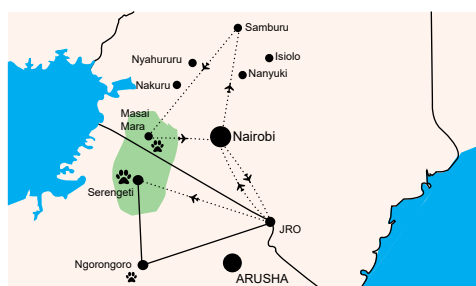 Samburu
Nyahururu
Isiolo
Nanyuki
Nakuru
Masai
Mara
Nairobi
Serengeti
JRO
Ngorongoro
ARUSHA